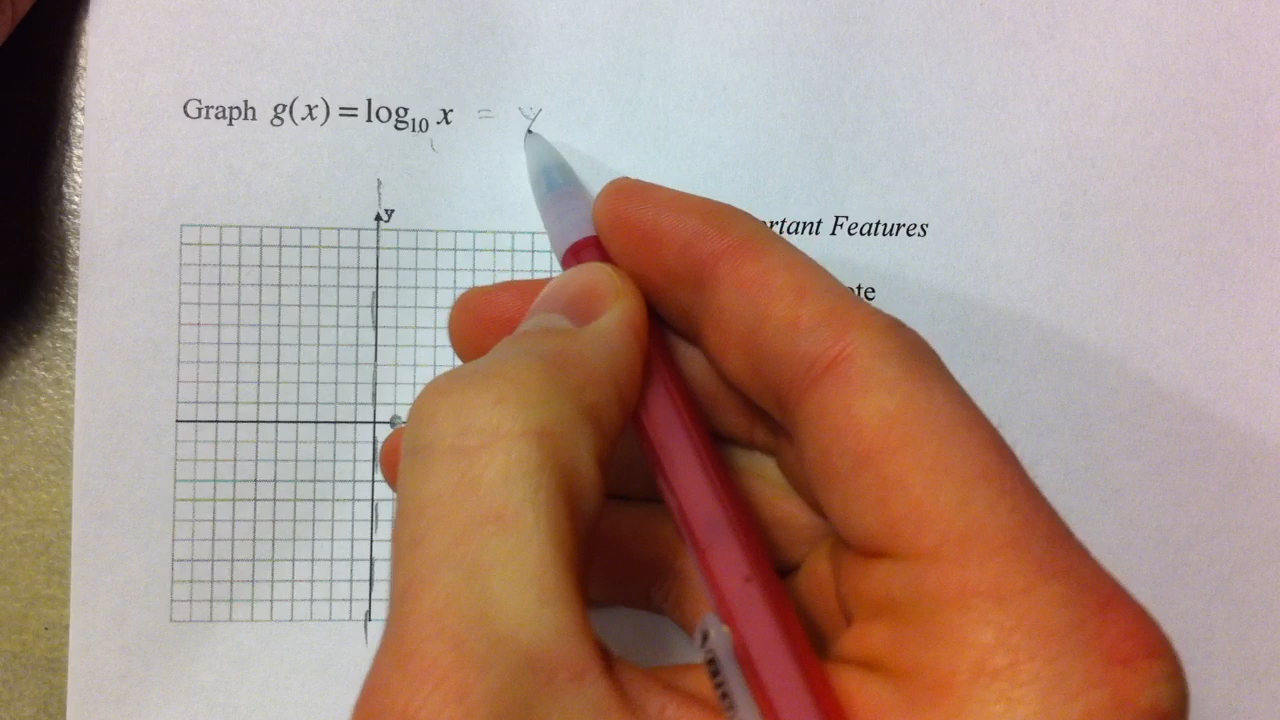 Graph g(x) = log₁₀ x = y
y
rtant Features
ote